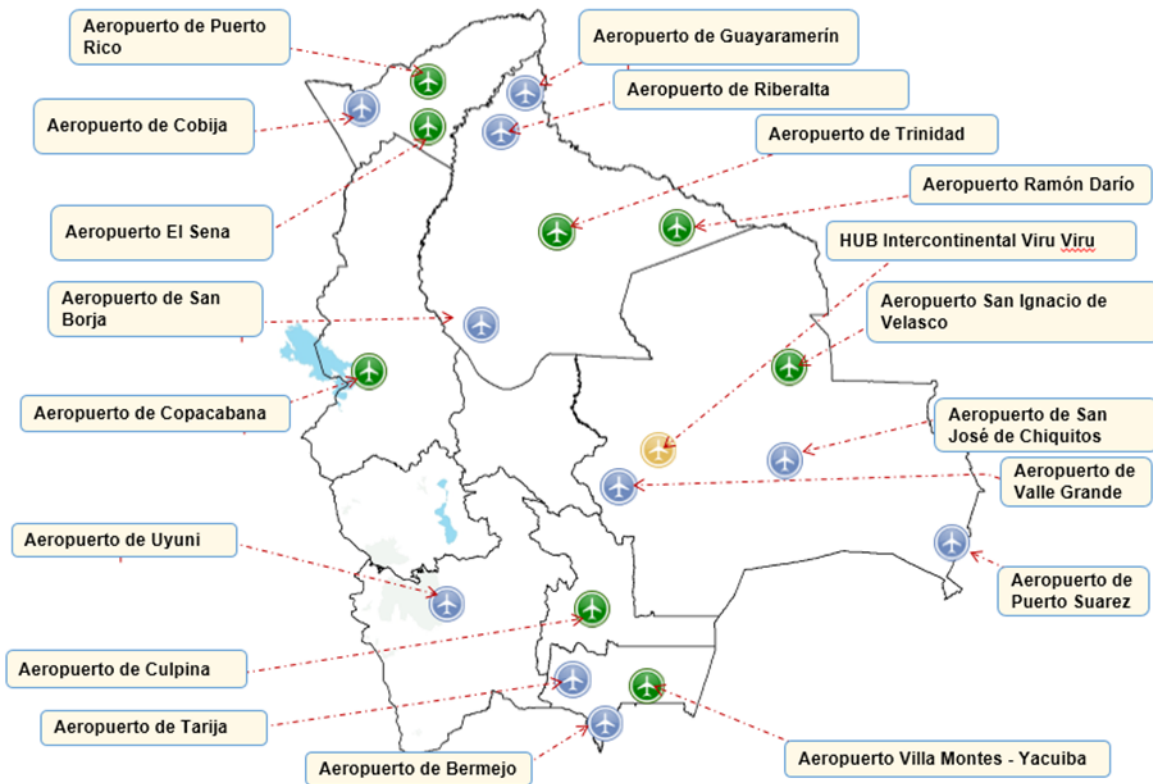 Aeropuerto de Puerto
Rico
Aeropuerto de Guayaramerín
Aeropuerto de Riberalta
Aeropuerto de Cobija
Aeropuerto de Trinidad
Aeropuerto Ramón Darío
Aeropuerto El Sena
HUB Intercontinental Viru Viru
Aeropuerto de San
Borja
Aeropuerto San Ignacio de
Velasco
Aeropuerto de Copacabana
Aeropuerto de San
José de Chiquitos
Aeropuerto de
Valle Grande
Aeropuerto de Uyuni
Aeropuerto de
Puerto Suarez
Aeropuerto de Culpina
Aeropuerto de Tarija
Aeropuerto de Bermejo
Aeropuerto Villa Montes - Yacuiba